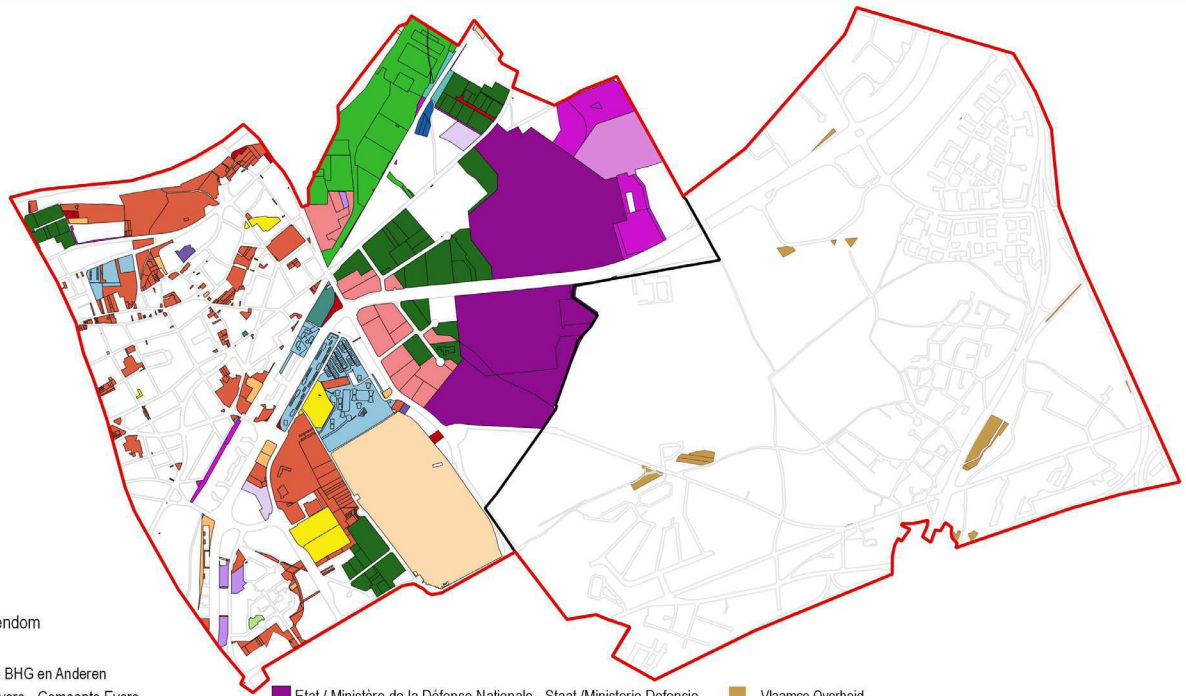 endom
BHG en Anderen
Etat / Ministère de la Défense Nationale - Staat /Ministerie Defensie
Vlaamse Overheid